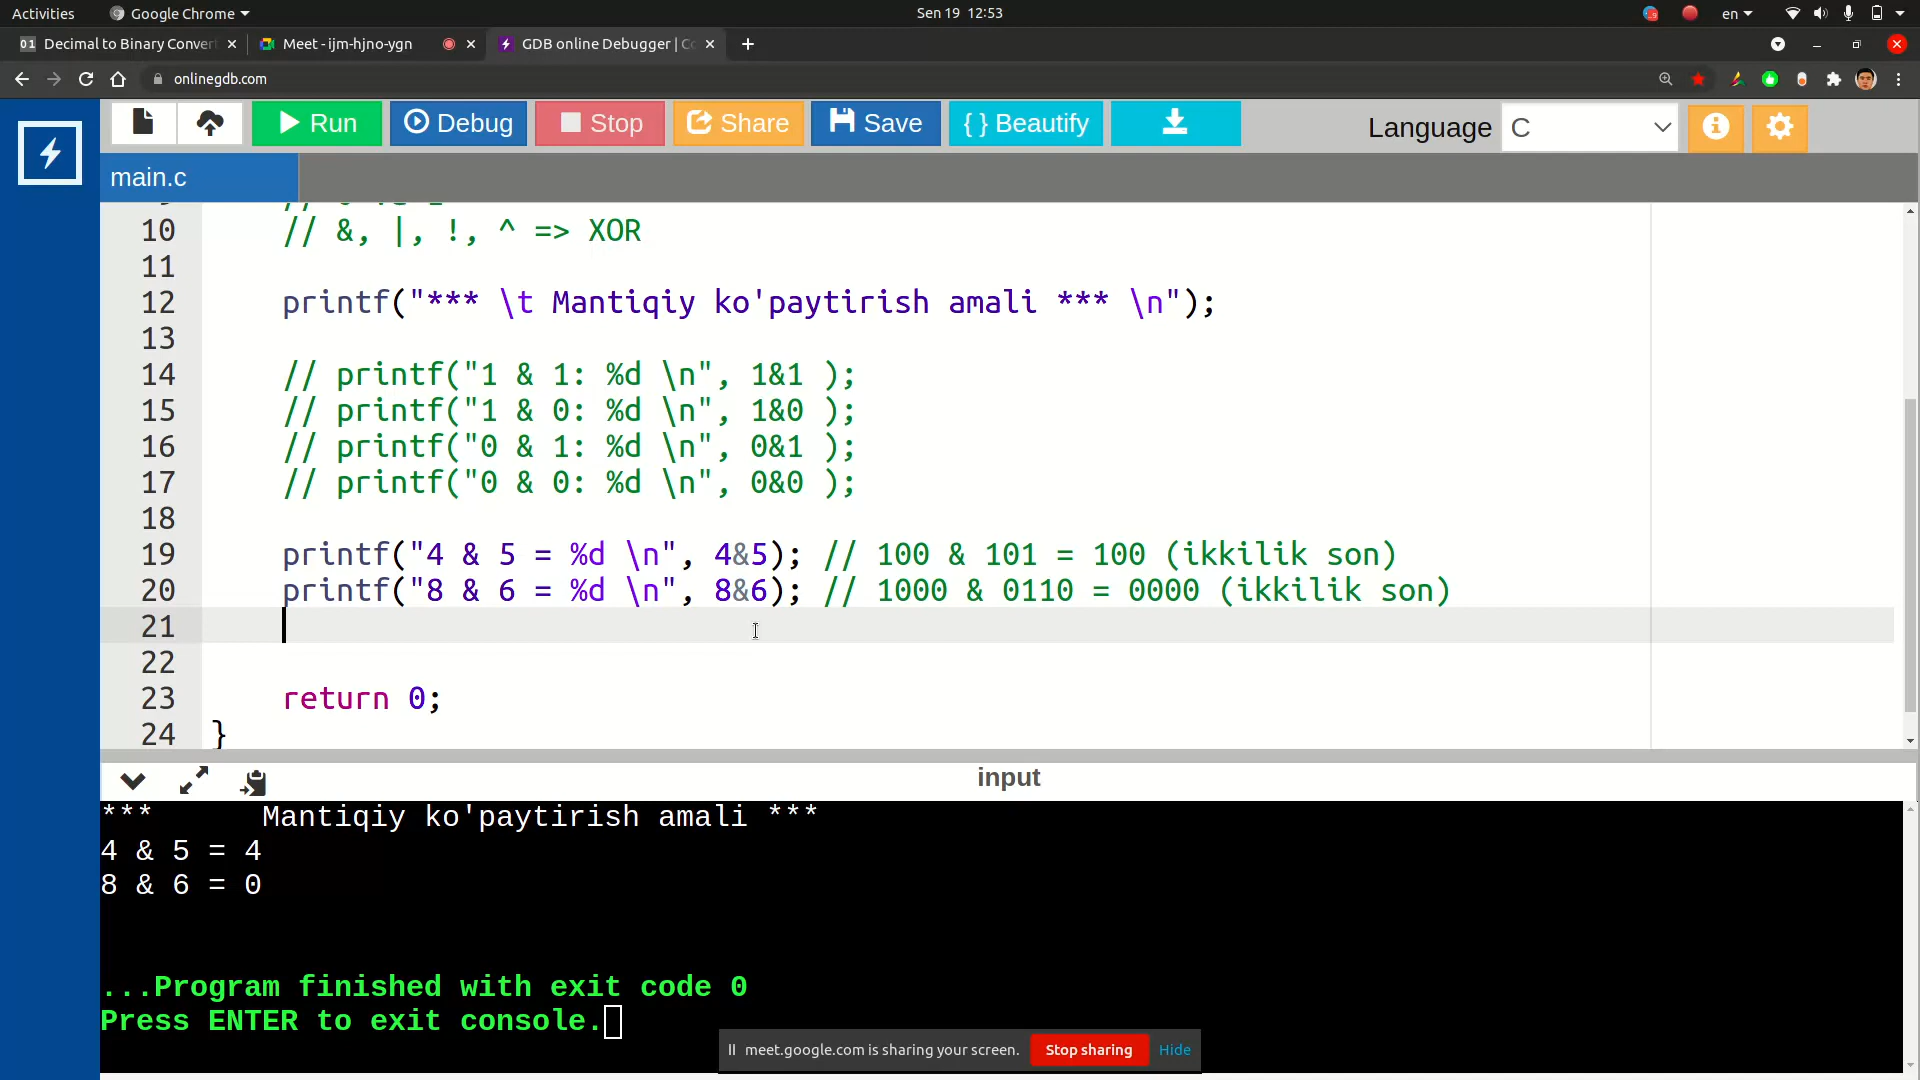 Activities Google Chrome Sen 19 12:53 en
01 Decimal to Binary Convert Meet - ijm-hjno-ygn GDB online Debugger | Co
onlinegdb.com
Run Debug Stop Share Save { } Beautify Language C
main.c
10 // &, |, !, ^ => XOR
11
12 printf("*** \t Mantiqiy ko'paytirish amali *** \n");
13
14 // printf("1 & 1: %d \n", 1&1 );
15 // printf("1 & 0: %d \n", 1&0 );
16 // printf("0 & 1: %d \n", 0&1 );
17 // printf("0 & 0: %d \n", 0&0 );
18
19 printf("4 & 5 = %d \n", 4&5); // 100 & 101 = 100 (ikkilik son)
20 printf("8 & 6 = %d \n", 8&6); // 1000 & 0110 = 0000 (ikkilik son)
21
22
23 return 0;
24 }
input
*** Mantiqiy ko'paytirish amali ***
4 & 5 = 4
8 & 6 = 0
...Program finished with exit code 0
Press ENTER to exit console.
meet.google.com is sharing your screen. Stop sharing Hide